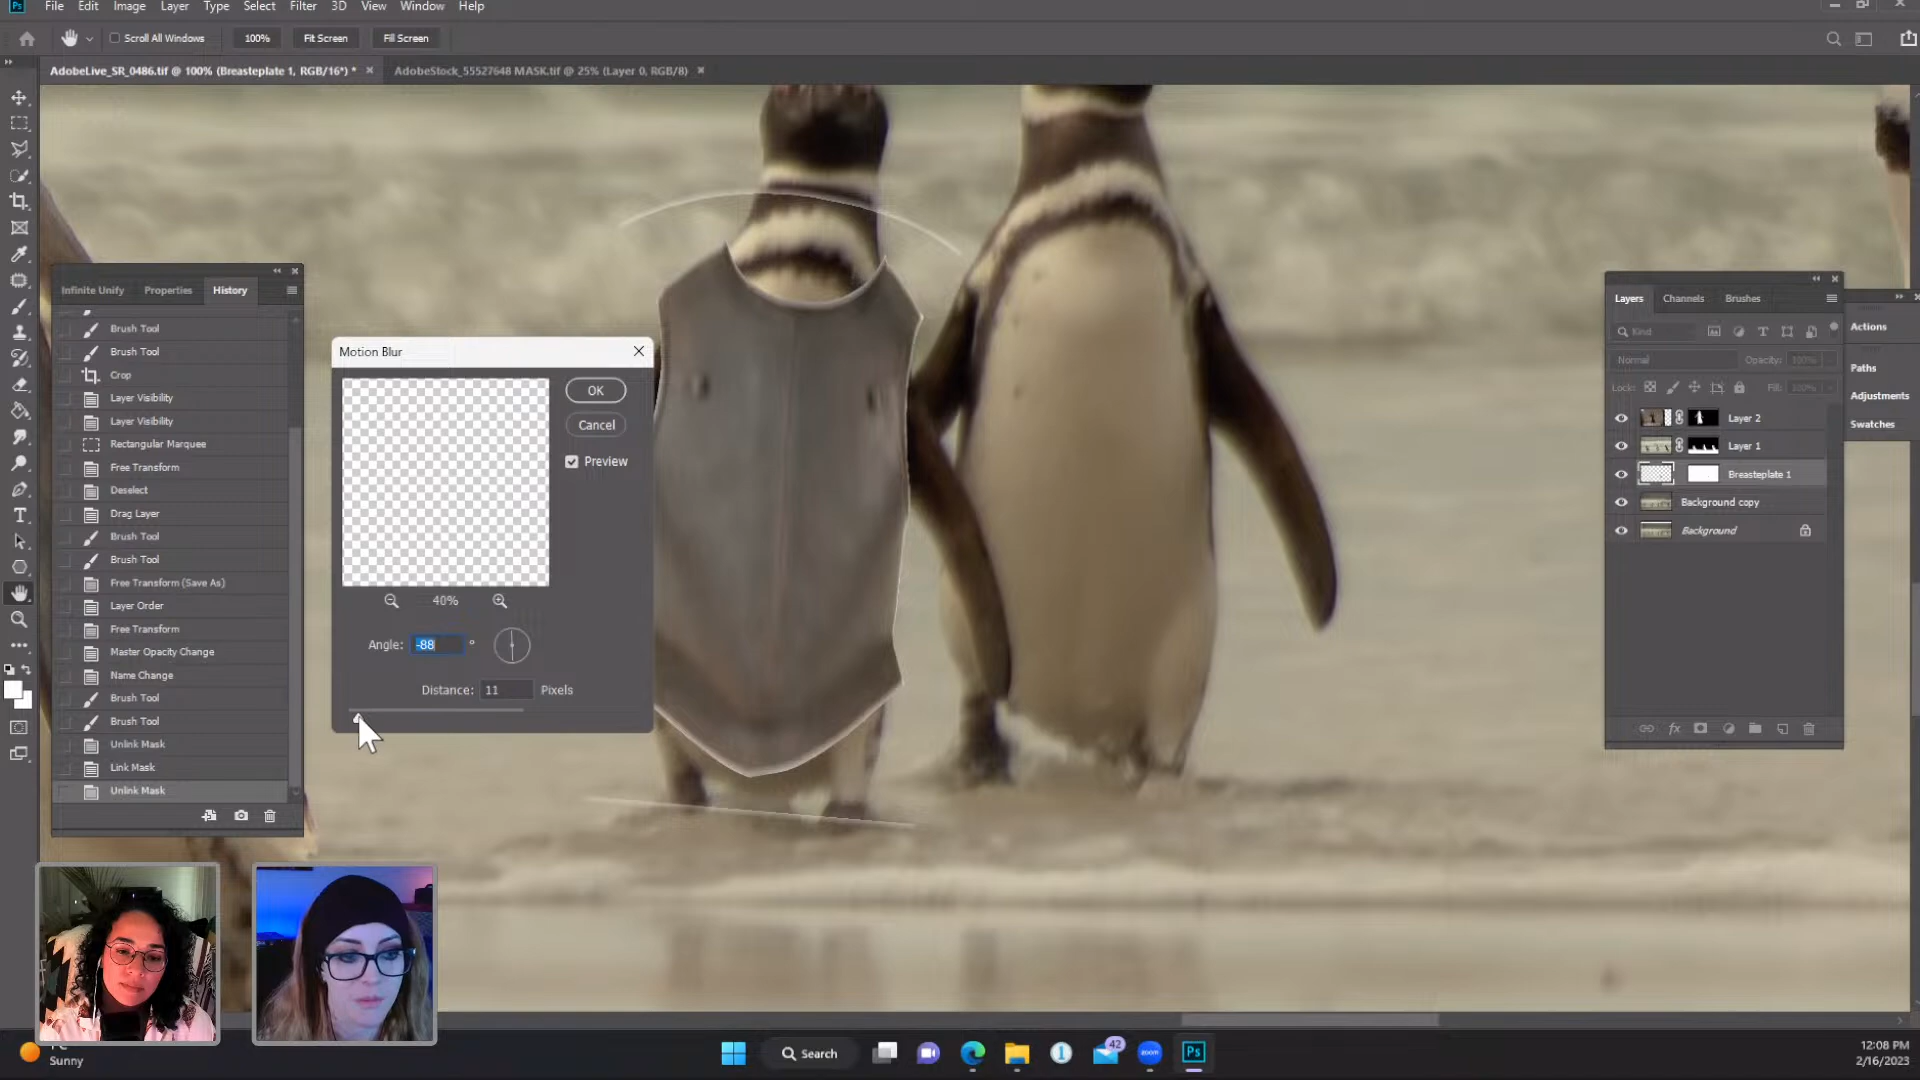 Ps File Edit Image Layer Type Select Filter 3D View Window Help
Scroll All Windows 100% Fit Screen Fill Screen
AdobeLive_SR_0486.tif @ 100% (Breasteplate 1, RGB/16*) * AdobeStock_55527648 MASK.tif @ 25% (Layer 0, RGB/8)
Infinite Unify Properties History
Brush Tool
Brush Tool
Crop
Layer Visibility
Layer Visibility
Rectangular Marquee
Free Transform
Deselect
Drag Layer
Brush Tool
Brush Tool
Free Transform (Save As)
Layer Order
Free Transform
Master Opacity Change
Name Change
Brush Tool
Brush Tool
Unlink Mask
Link Mask
Unlink Mask
Motion Blur
OK
Cancel
Preview
40%
Angle: -88 °
Distance: 11 Pixels
Layers Channels Brushes
Kind
Normal Opacity: 100%
Lock: Fill: 100%
Layer 2
Layer 1
Breasteplate 1
Background copy
Background
fx
Actions
Paths
Adjustments
Swatches
Sunny
Search
42
zoom
Ps
12:08 PM
2/16/2023